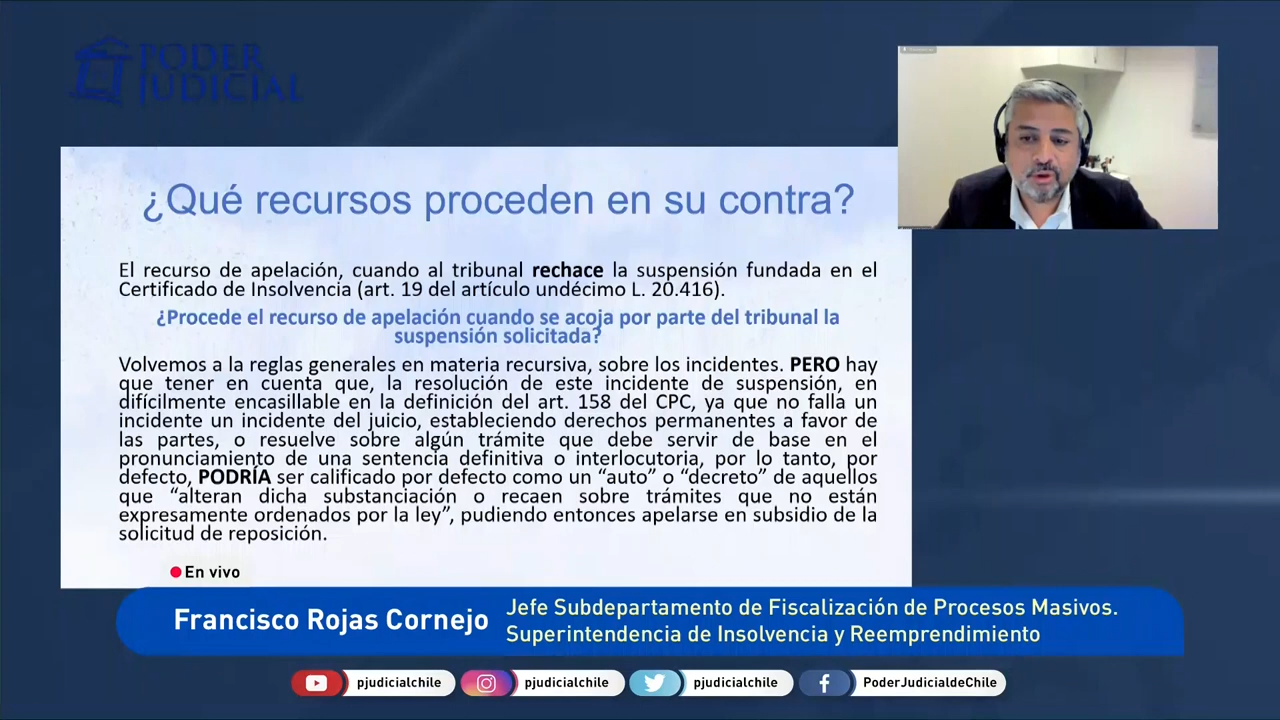 PODER
JUDICIAL
¿Qué recursos proceden en su contra?
El recurso de apelación, cuando al tribunal rechace la suspensión fundada en el
Certificado de Insolvencia (art. 19 del artículo undécimo L. 20.416).
¿Procede el recurso de apelación cuando se acoja por parte del tribunal la
suspensión solicitada?
Volvemos a la reglas generales en materia recursiva, sobre los incidentes. PERO hay
que tener en cuenta que, la resolución de este incidente de suspensión, en
difícilmente encasillable en la definición del art. 158 del CPC, ya que no falla un
incidente un incidente del juicio, estableciendo derechos permanentes a favor de
las partes, o resuelve sobre algún trámite que debe servir de base en el
pronunciamiento de una sentencia definitiva o interlocutoria, por lo tanto, por
defecto, PODRÍA ser calificado por defecto como un “auto” o “decreto” de aquellos
que “alteran dicha substanciación o recaen sobre trámites que no están
expresamente ordenados por la ley”, pudiendo entonces apelarse en subsidio de la
solicitud de reposición.
En vivo
Francisco Rojas Cornejo
Jefe Subdepartamento de Fiscalización de Procesos Masivos.
Superintendencia de Insolvencia y Reemprendimiento
pjudicialchile
pjudicialchile
pjudicialchile
PoderJudicialdeChile